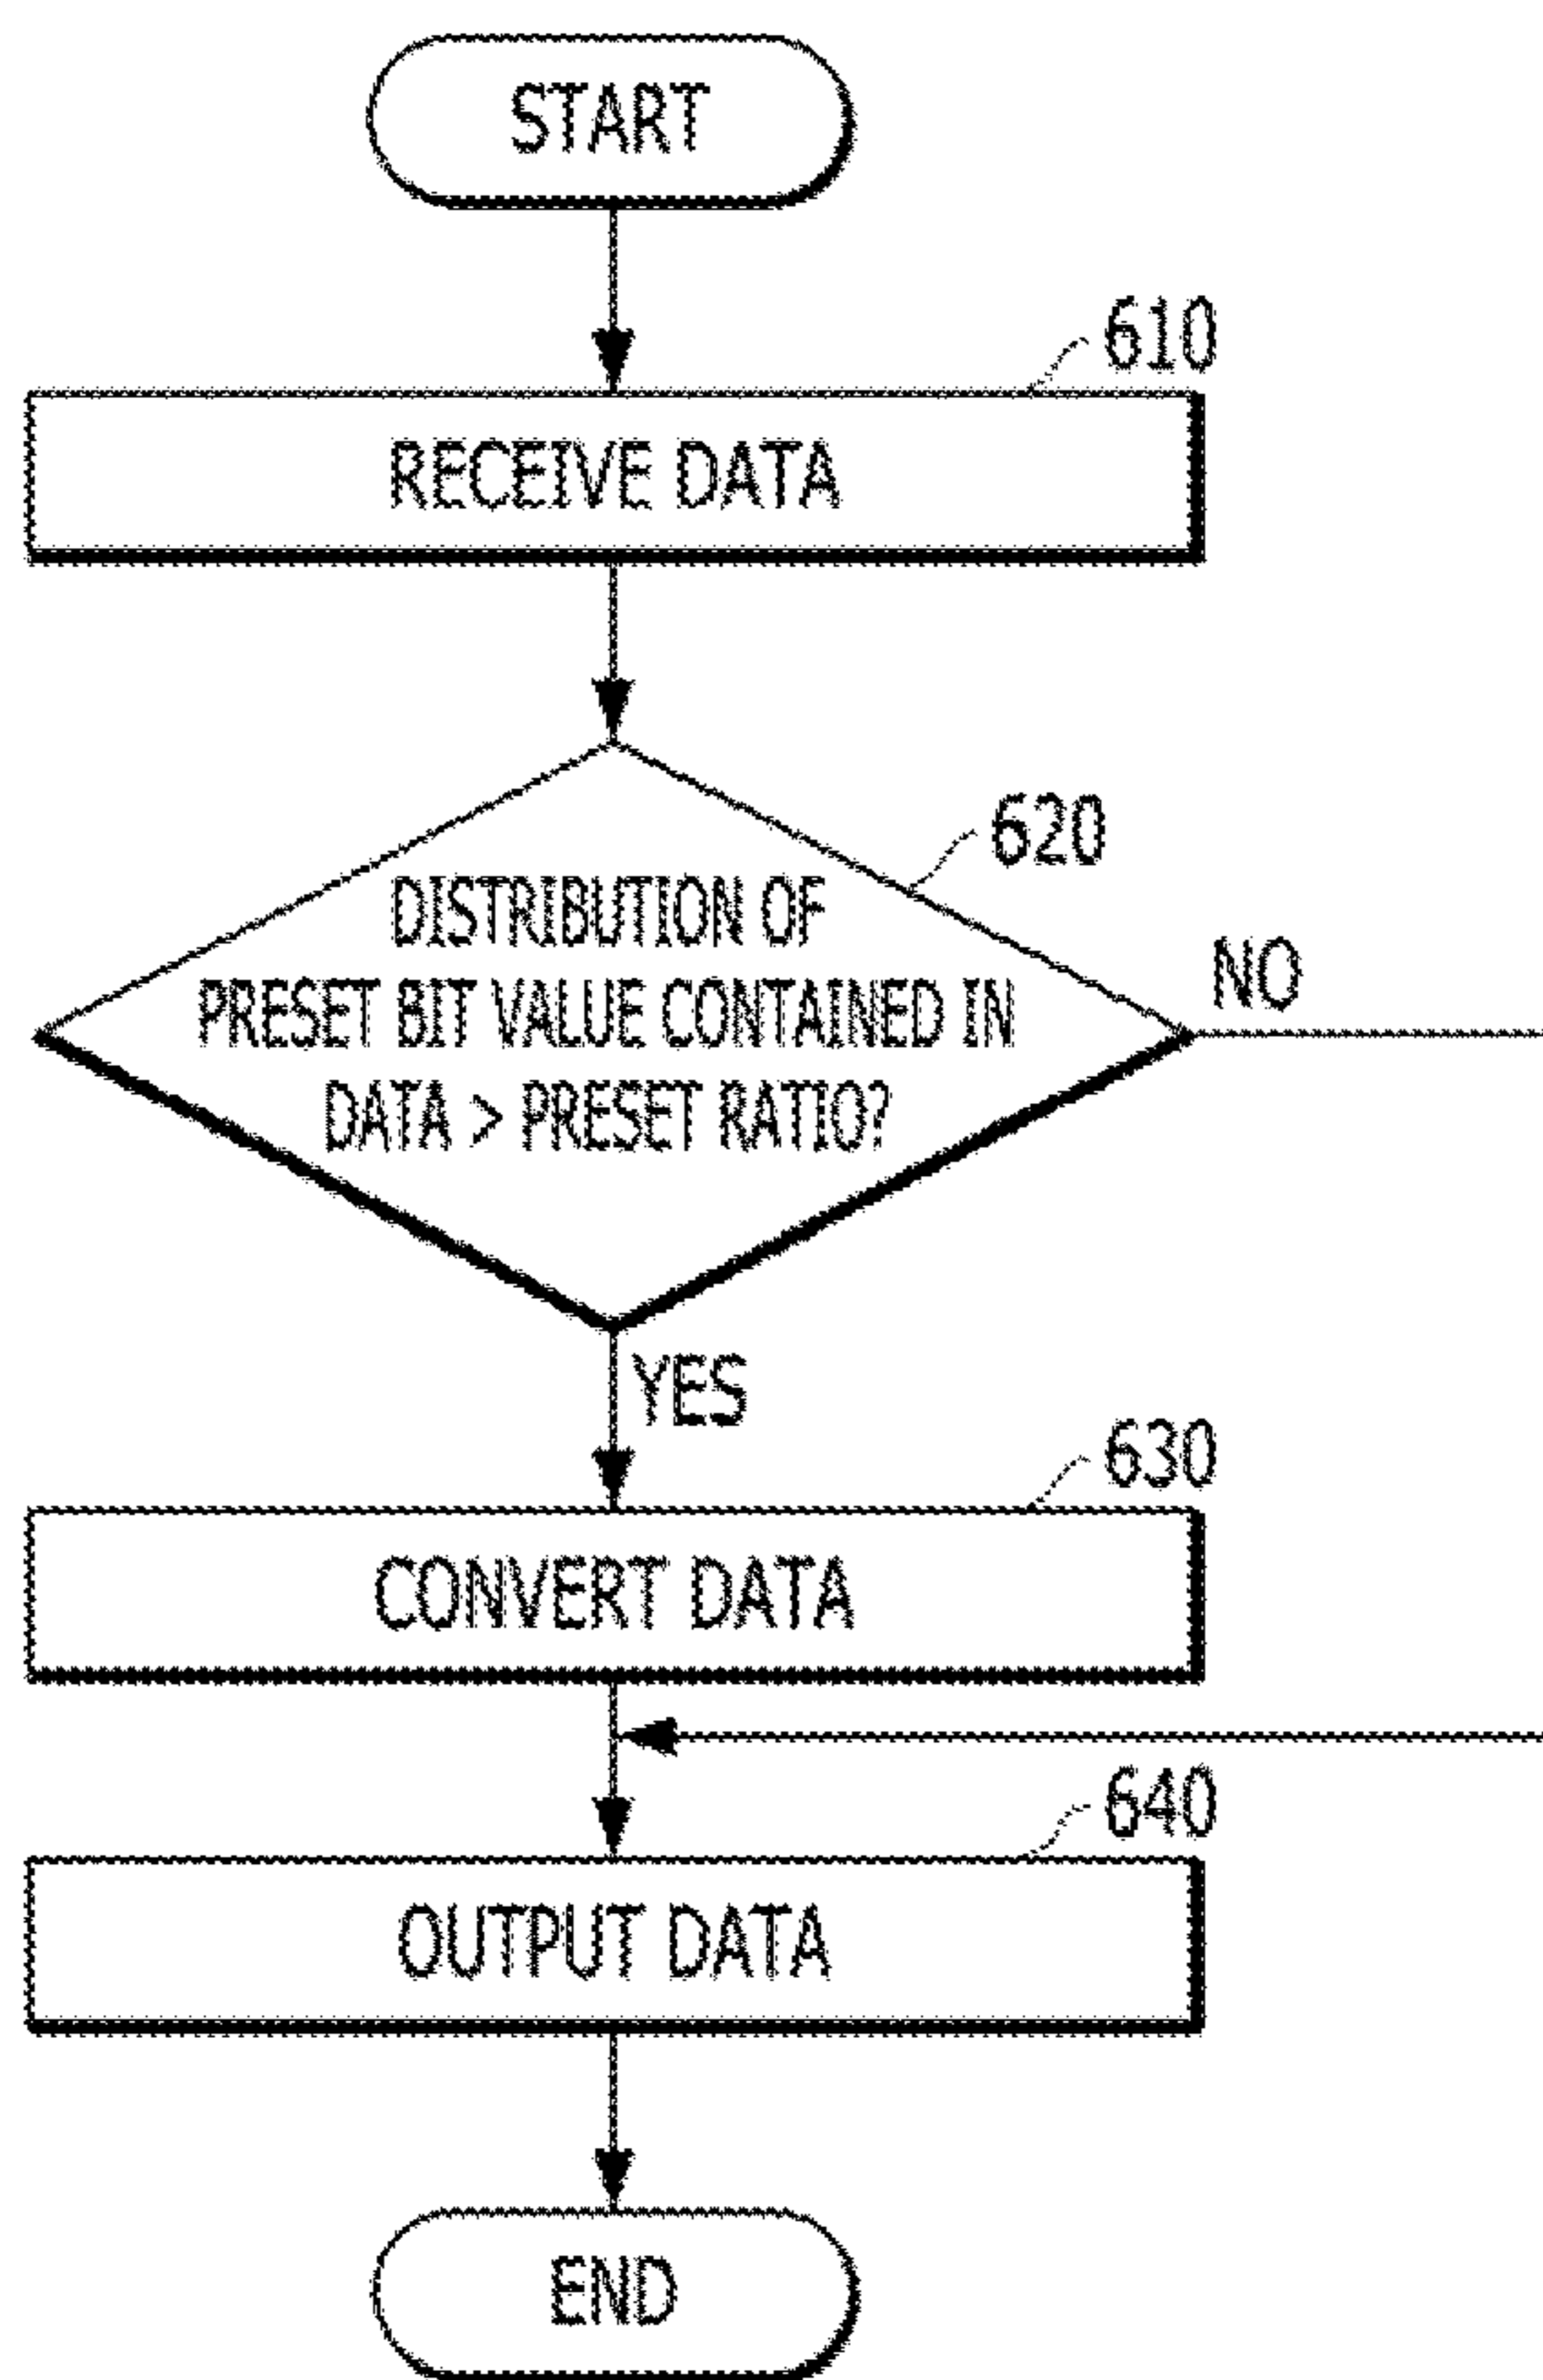 START
610
RECEIVE DATA
620
DISTRIBUTION OF
PRESET BIT VALUE CONTAINED IN
DATA > PRESET RATIO?
NO
YES
630
CONVERT DATA
640
OUTPUT DATA
END